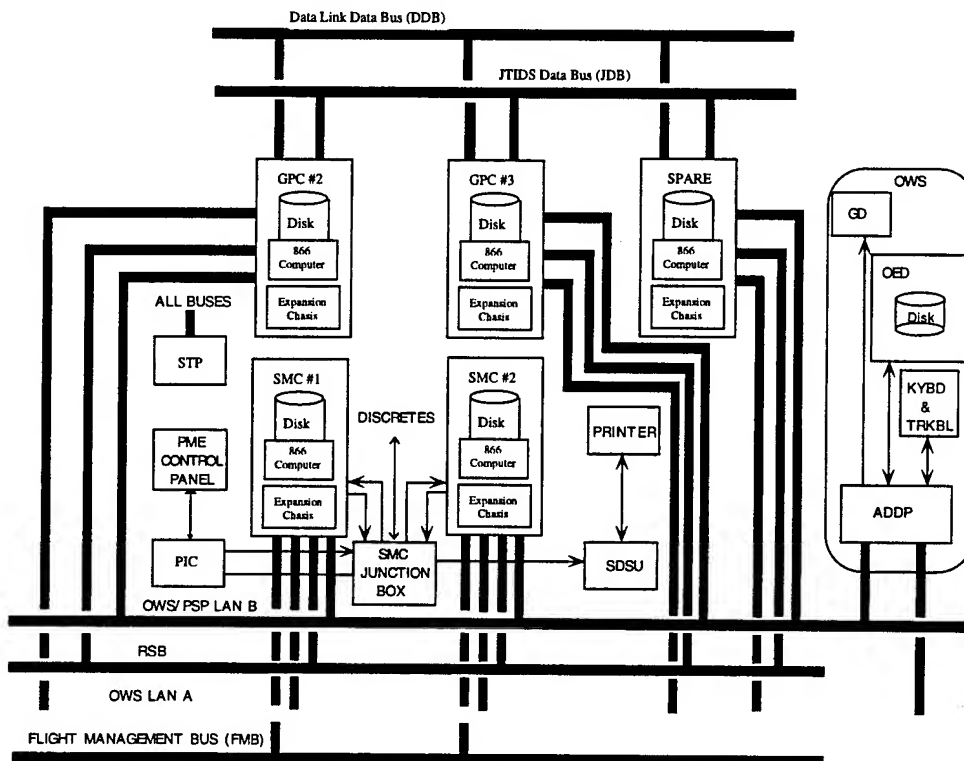 Data Link Data Bus (DDB)
JTIDS Data Bus (JDB)
GPC #2
Disk
866
Computer
Expansion
Chasis
GPC #3
Disk
866
Computer
Expansion
Chasis
SPARE
Disk
866
Computer
Expansion
Chasis
OWS
GD
OED
Disk
KYBD
&
TRKBL
ADDP
ALL BUSES
STP
PME
CONTROL
PANEL
PIC
SMC #1
Disk
866
Computer
Expansion
Chasis
DISCRETES
SMC
JUNCTION
BOX
SMC #2
Disk
866
Computer
Expansion
Chasis
PRINTER
SDSU
OWS/ PSP LAN B
RSB
OWS LAN A
FLIGHT MANAGEMENT BUS (FMB)